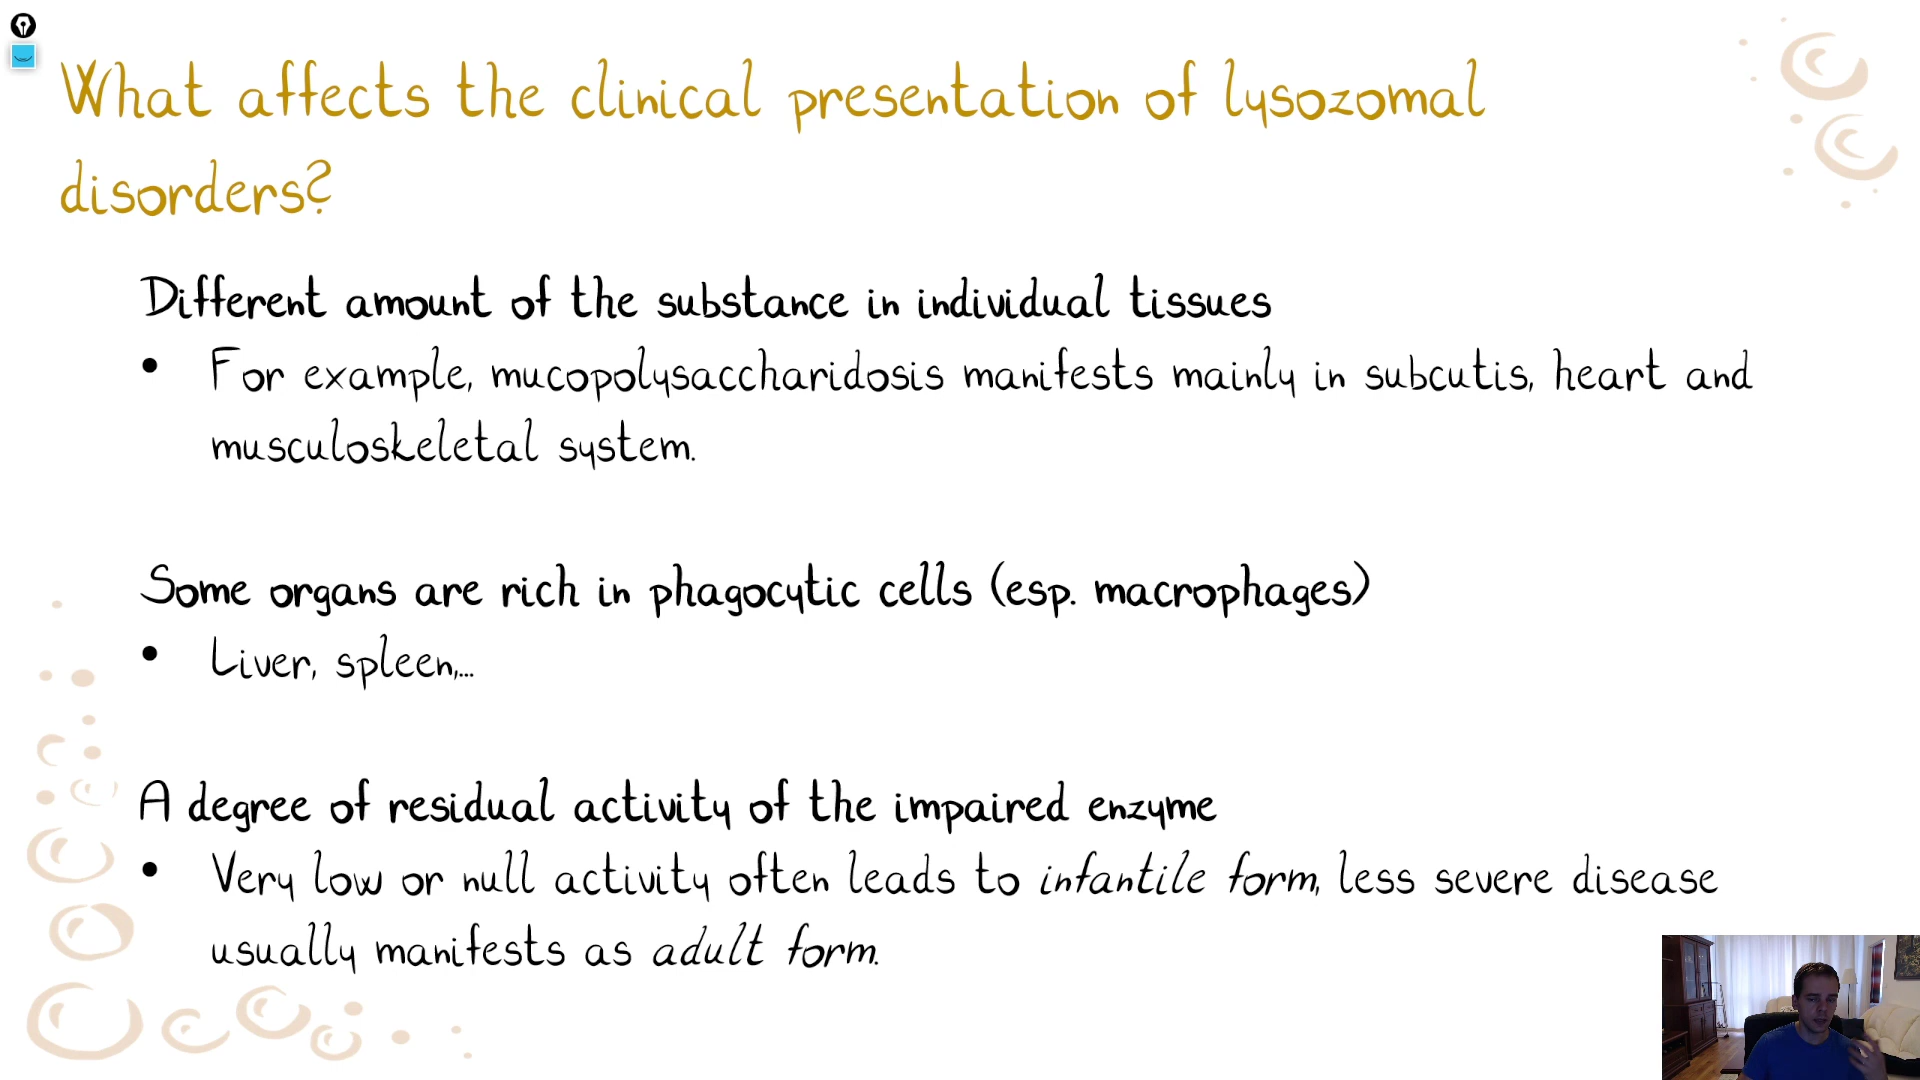 What affects the clinical presentation of lysozomal
disorders?
Different amount of the substance in individual tissues
• For example, mucopolysaccharidosis manifests mainly in subcutis, heart and
musculoskeletal system.
Some organs are rich in phagocytic cells (esp. macrophages)
• Liver, spleen,...
A degree of residual activity of the impaired enzyme
• Very low or null activity often leads to infantile form, less severe disease
usually manifests as adult form.